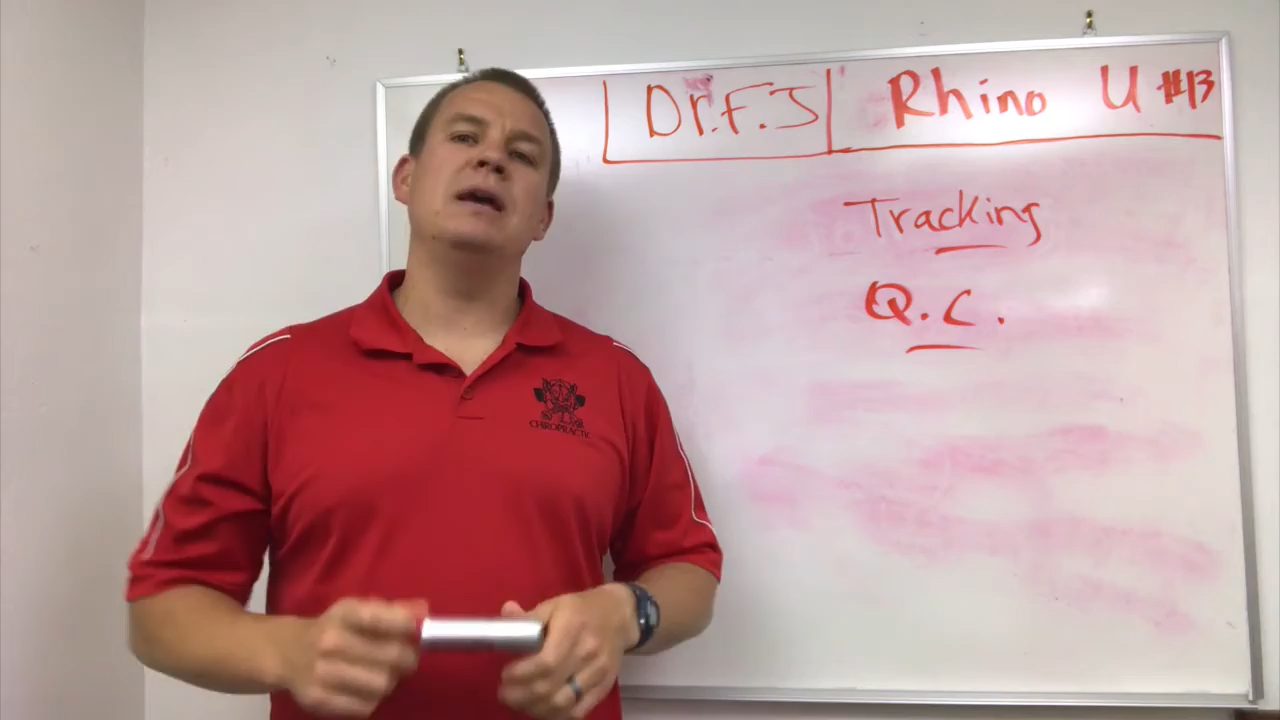 Dr. F. J Rhino U #13
Tracking
Q.C.
CHIROPRACTIC